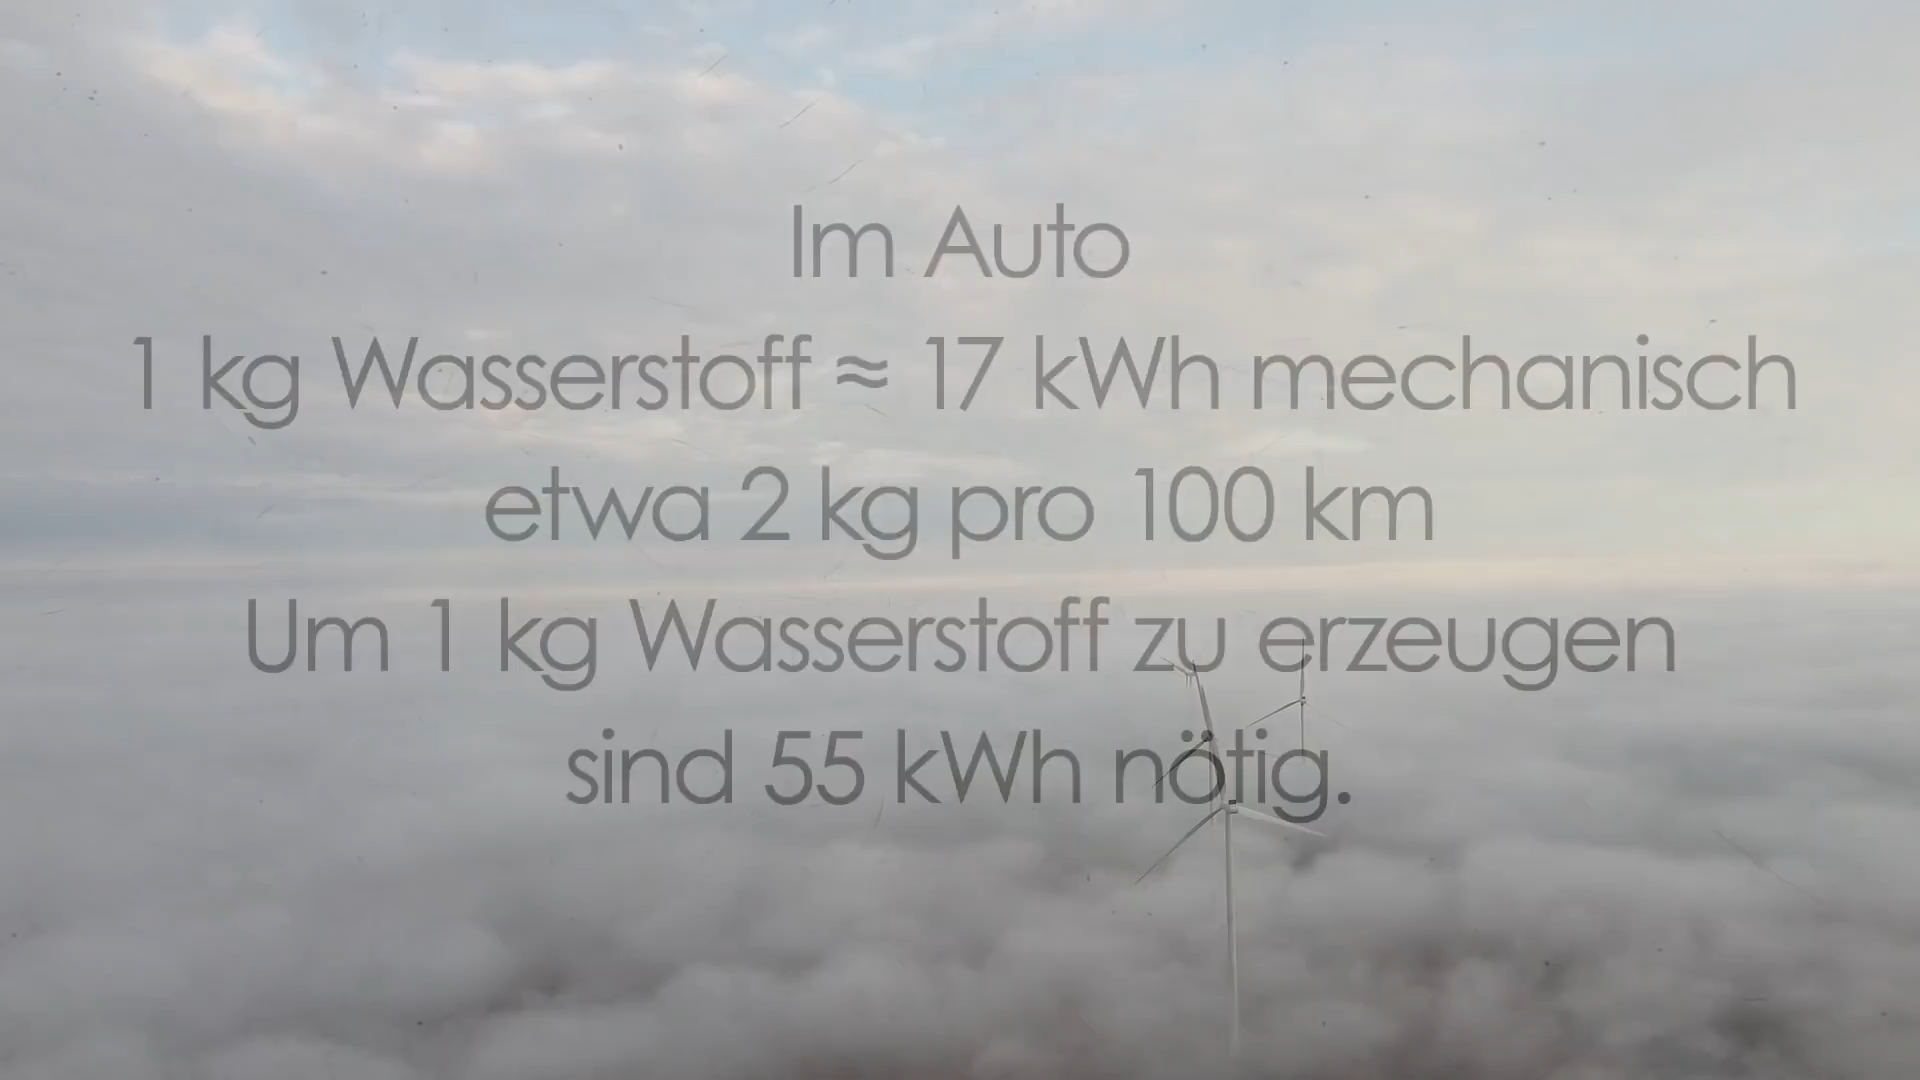 Im Auto
1 kg Wasserstoff ≈ 17 kWh mechanisch
etwa 2 kg pro 100 km
Um 1 kg Wasserstoff zu erzeugen
sind 55 kWh nötig.